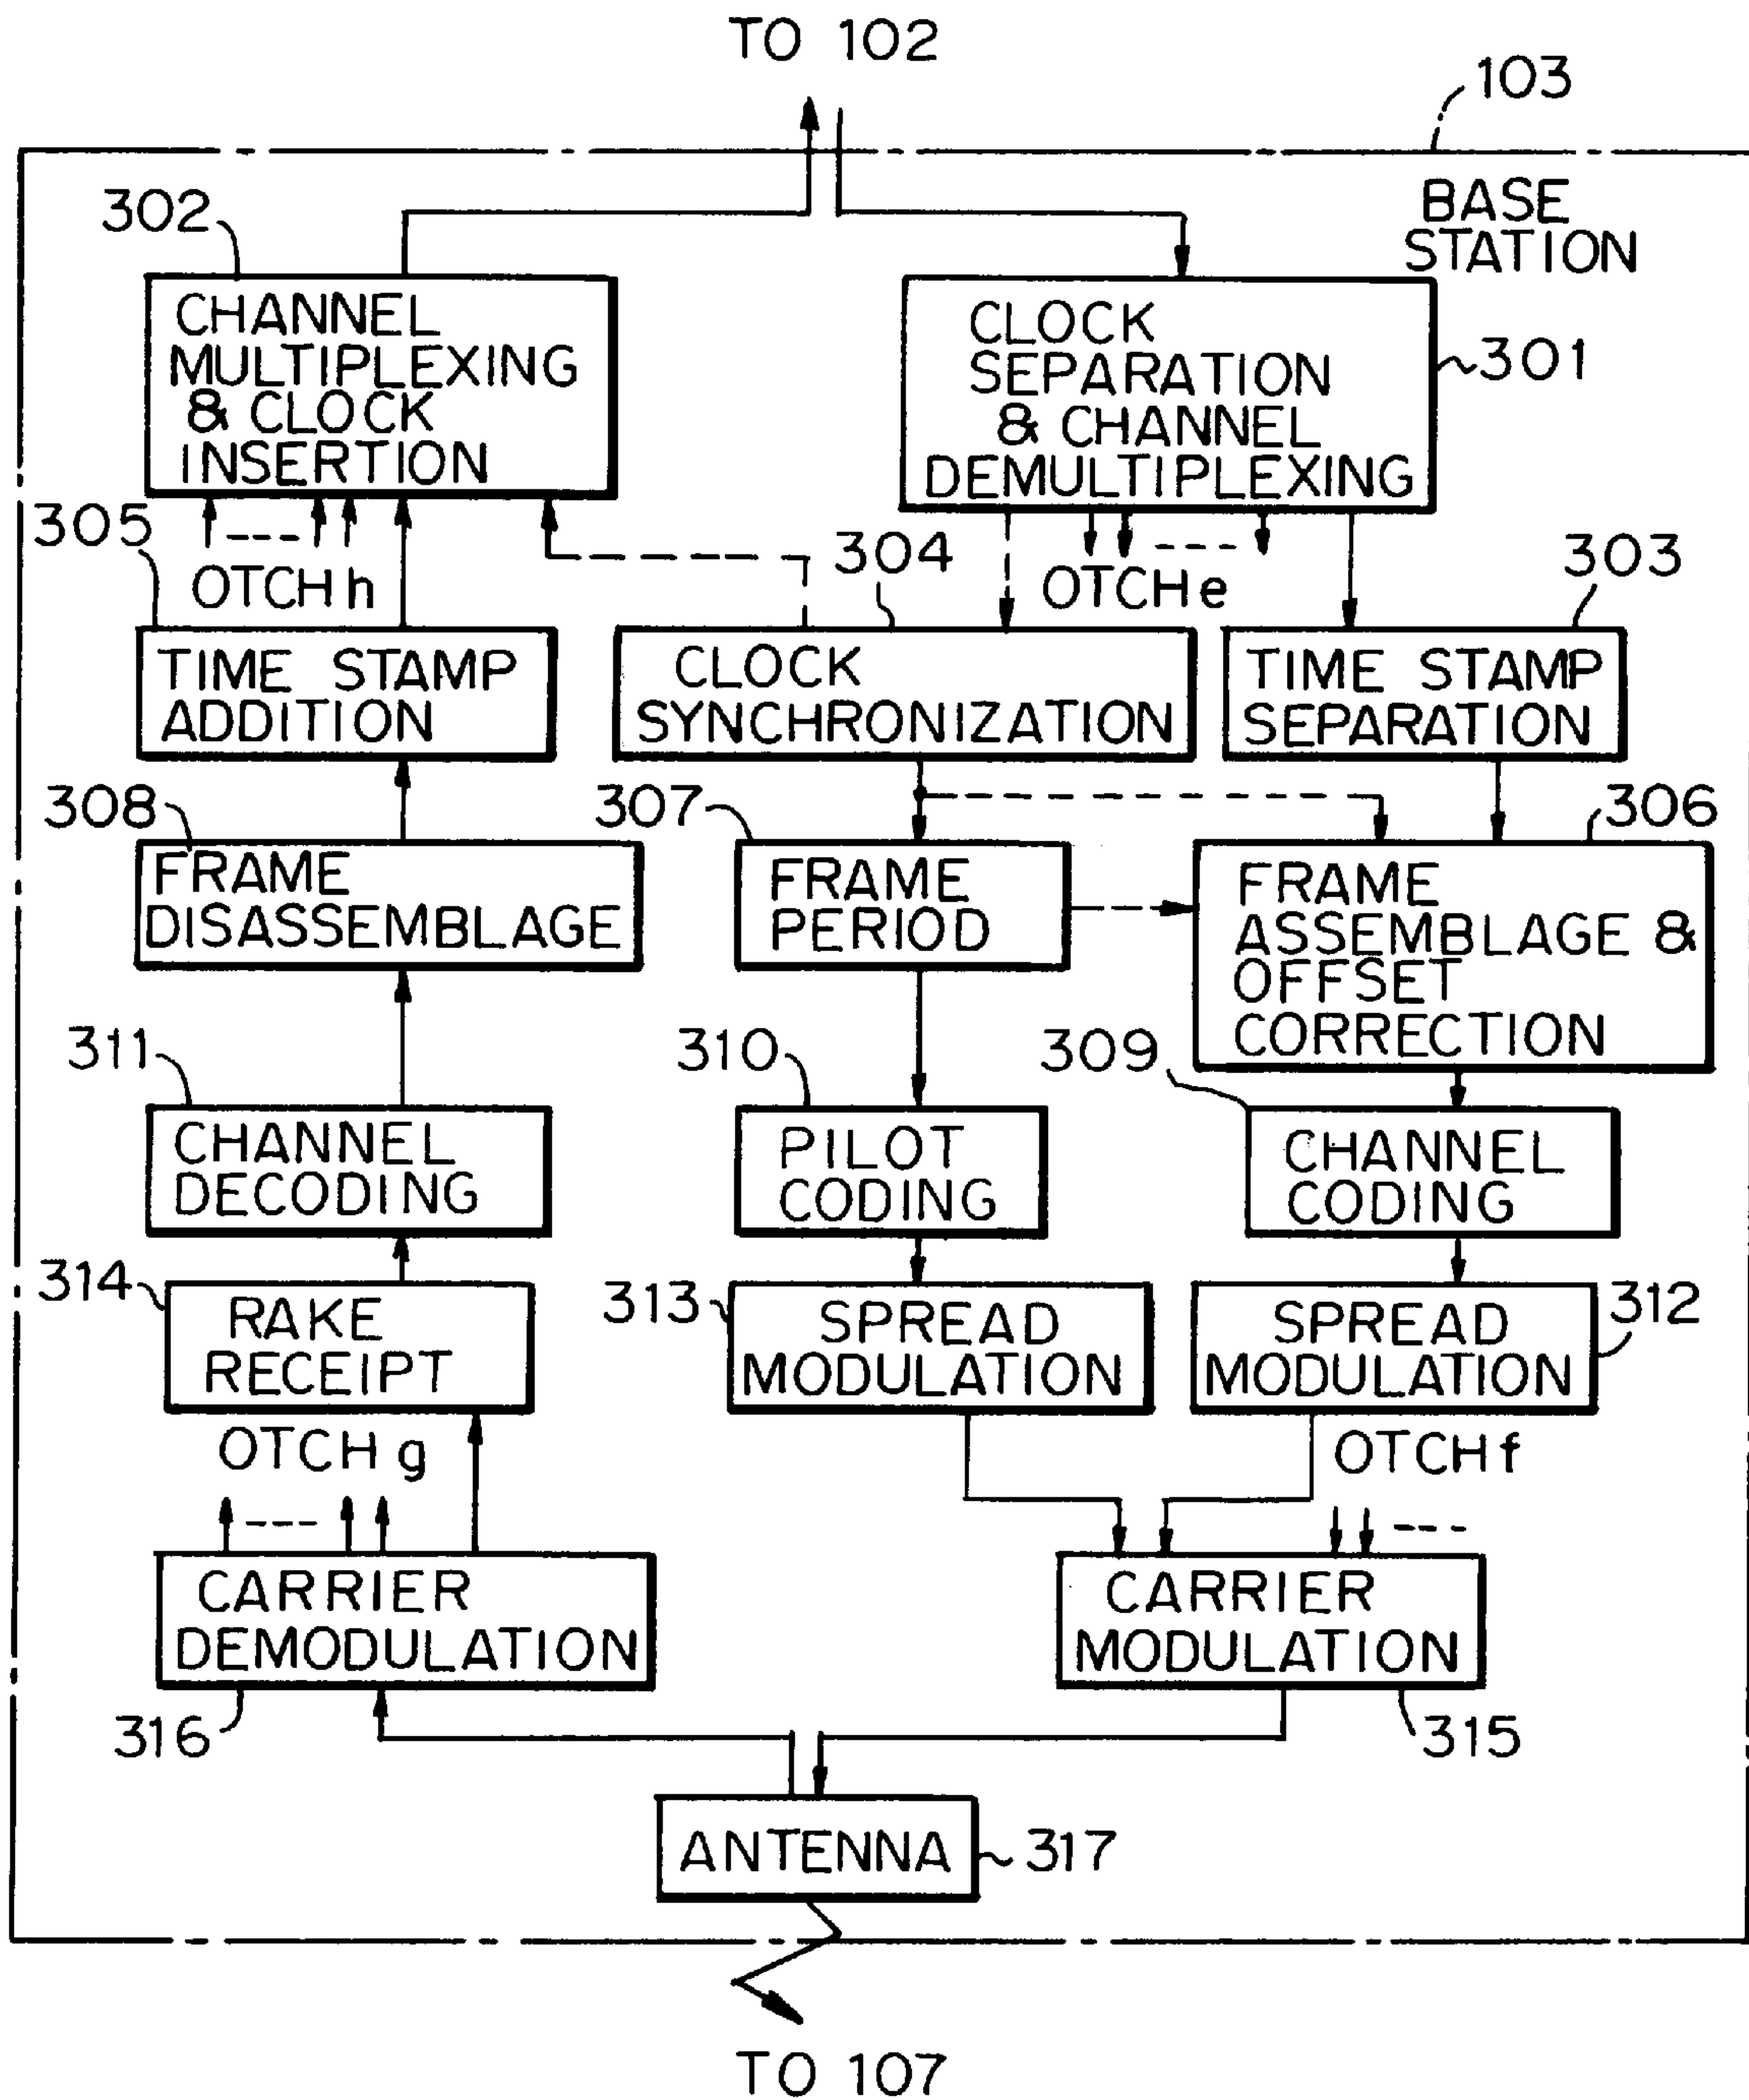 TO 102
103
BASE
STATION
302
CHANNEL
MULTIPLEXING
& CLOCK
INSERTION
CLOCK
SEPARATION
& CHANNEL
DEMULTIPLEXING
301
305
OTCH h
304
OTCH e
303
TIME STAMP
ADDITION
CLOCK
SYNCHRONIZATION
TIME STAMP
SEPARATION
308
307
306
FRAME
DISASSEMBLAGE
FRAME
PERIOD
FRAME
ASSEMBLAGE &
OFFSET
CORRECTION
311
310
309
CHANNEL
DECODING
PILOT
CODING
CHANNEL
CODING
314
RAKE
RECEIPT
313
SPREAD
MODULATION
SPREAD
MODULATION
312
OTCH g
OTCH f
CARRIER
DEMODULATION
CARRIER
MODULATION
316
315
ANTENNA
317
TO 107